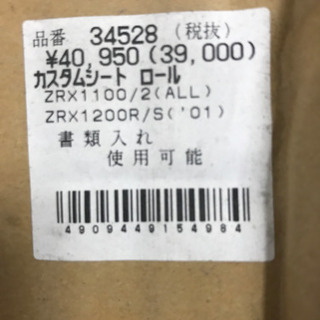 品番 34528 (税抜)
¥40,950(39,000)
カスタムシート ロール
ZRX1100/2(ALL)
ZRX1200R/S('01)
書類入れ
使用可能
4909449154984